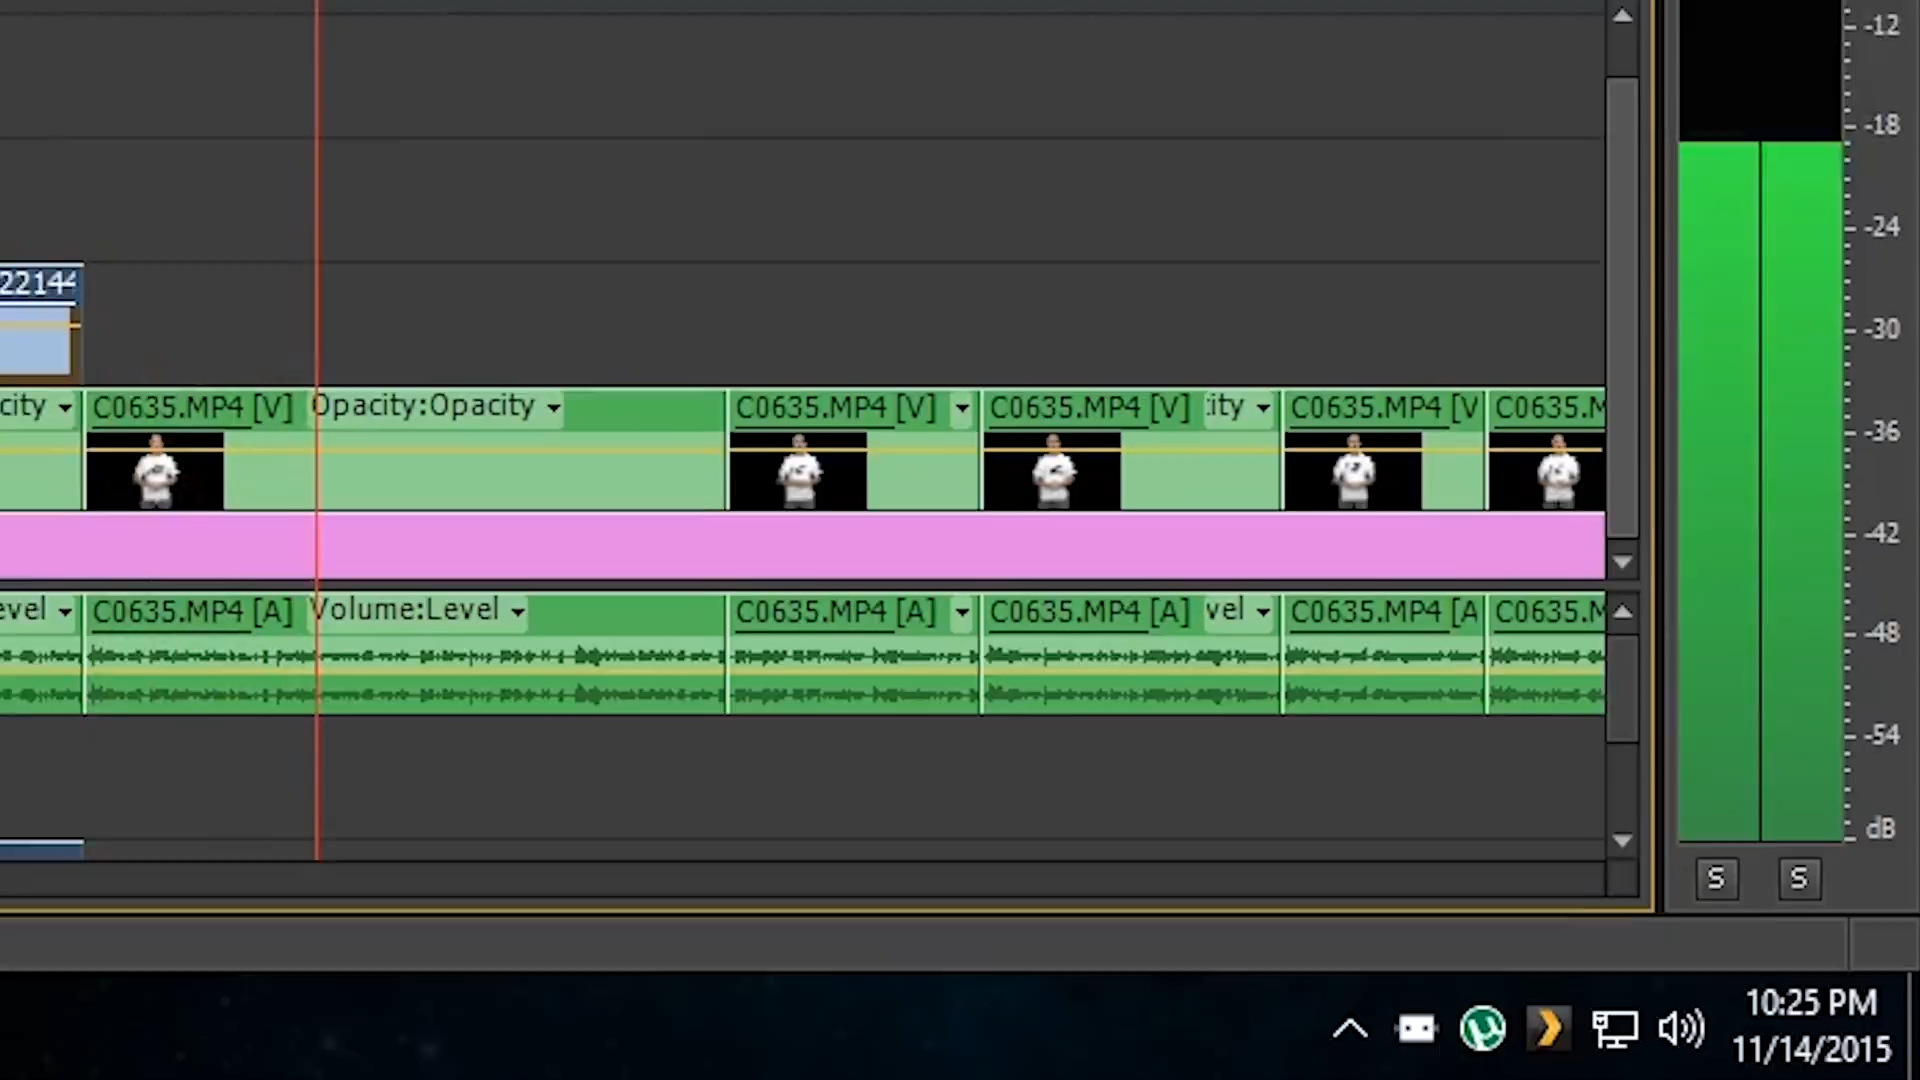 -12
-18
-24
22144
-30
city C0635.MP4 [V] Opacity:Opacity C0635.MP4 [V] C0635.MP4 [V] :ity C0635.MP4 [V C0635.M
-36
-42
evel C0635.MP4 [A] Volume:Level C0635.MP4 [A] C0635.MP4 [A] vel C0635.MP4 [A C0635.M
-48
-54
dB
S S
10:25 PM
11/14/2015